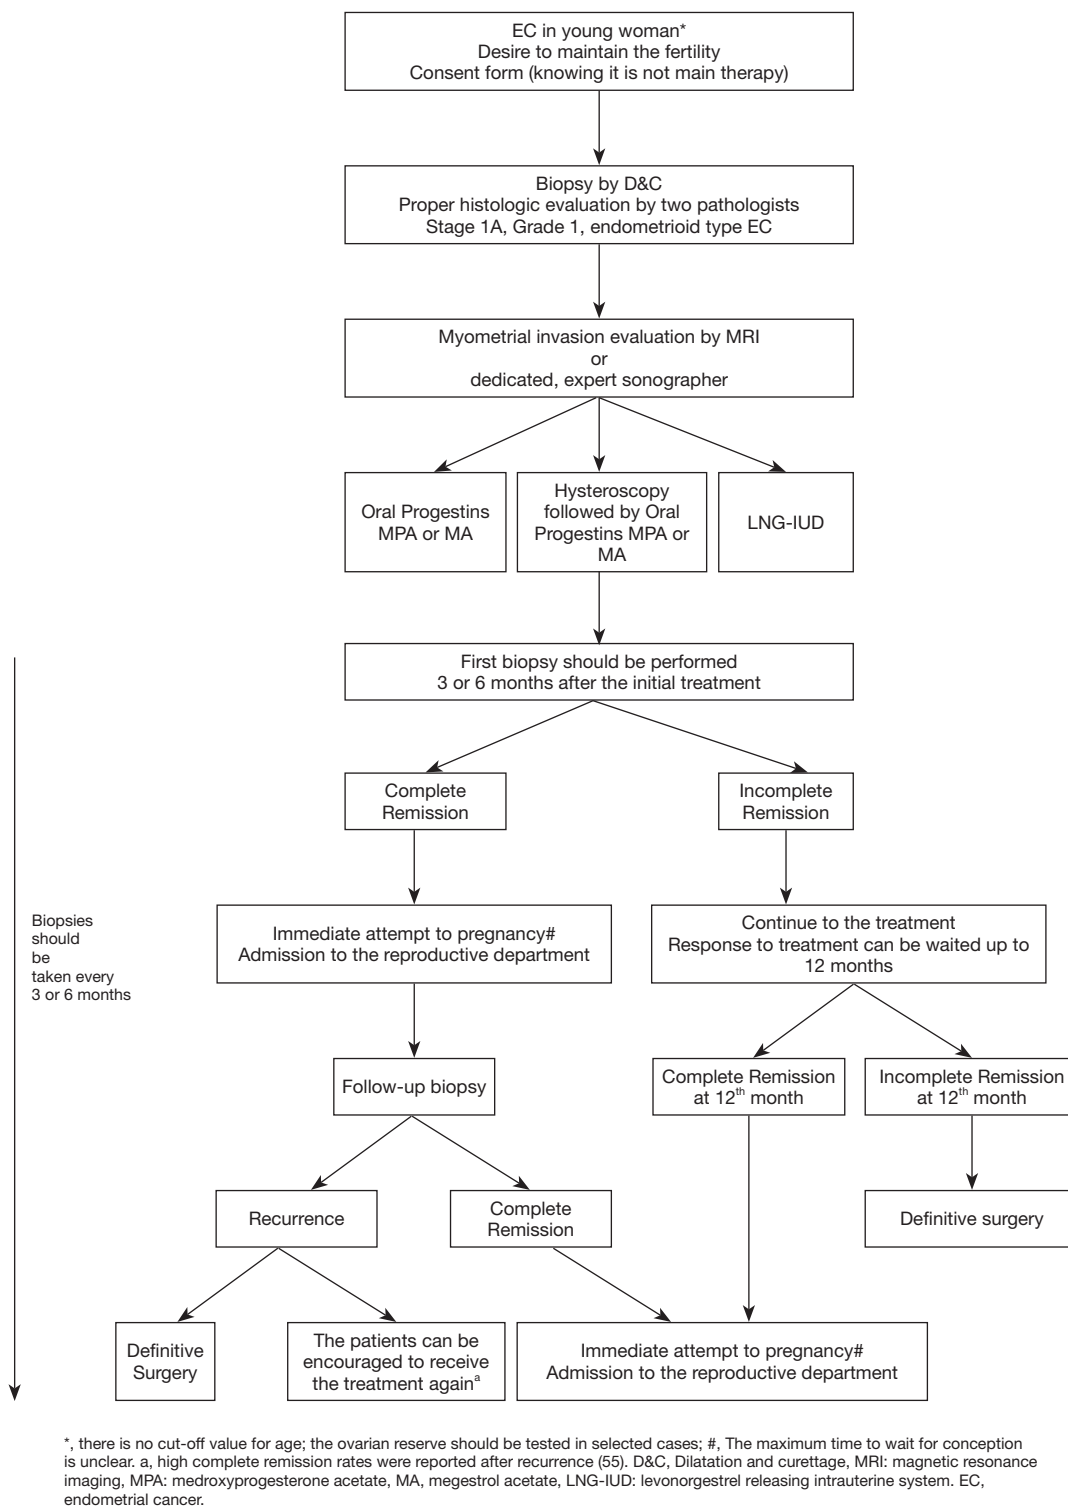 EC in young woman*
Desire to maintain the fertility
Consent form (knowing it is not main therapy)
Biopsy by D&C
Proper histologic evaluation by two pathologists
Stage 1A, Grade 1, endometrioid type EC
Myometrial invasion evaluation by MRI
or
dedicated, expert sonographer
Oral Progestins
MPA or MA
Hysteroscopy
followed by Oral
Progestins MPA or
MA
LNG-IUD
First biopsy should be performed
3 or 6 months after the initial treatment
Complete
Remission
Incomplete
Remission
Biopsies
should
be
taken every
3 or 6 months
Immediate attempt to pregnancy#
Admission to the reproductive department
Continue to the treatment
Response to treatment can be waited up to
12 months
Follow-up biopsy
Complete Remission
at 12th month
Incomplete Remission
at 12th month
Recurrence
Complete
Remission
Definitive surgery
Definitive
Surgery
The patients can be
encouraged to receive
the treatment againa
Immediate attempt to pregnancy#
Admission to the reproductive department
*, there is no cut-off value for age; the ovarian reserve should be tested in selected cases; #, The maximum time to wait for conception
is unclear. a, high complete remission rates were reported after recurrence (55). D&C, Dilatation and curettage, MRI: magnetic resonance
imaging, MPA: medroxyprogesterone acetate, MA, megestrol acetate, LNG-IUD: levonorgestrel releasing intrauterine system. EC,
endometrial cancer.